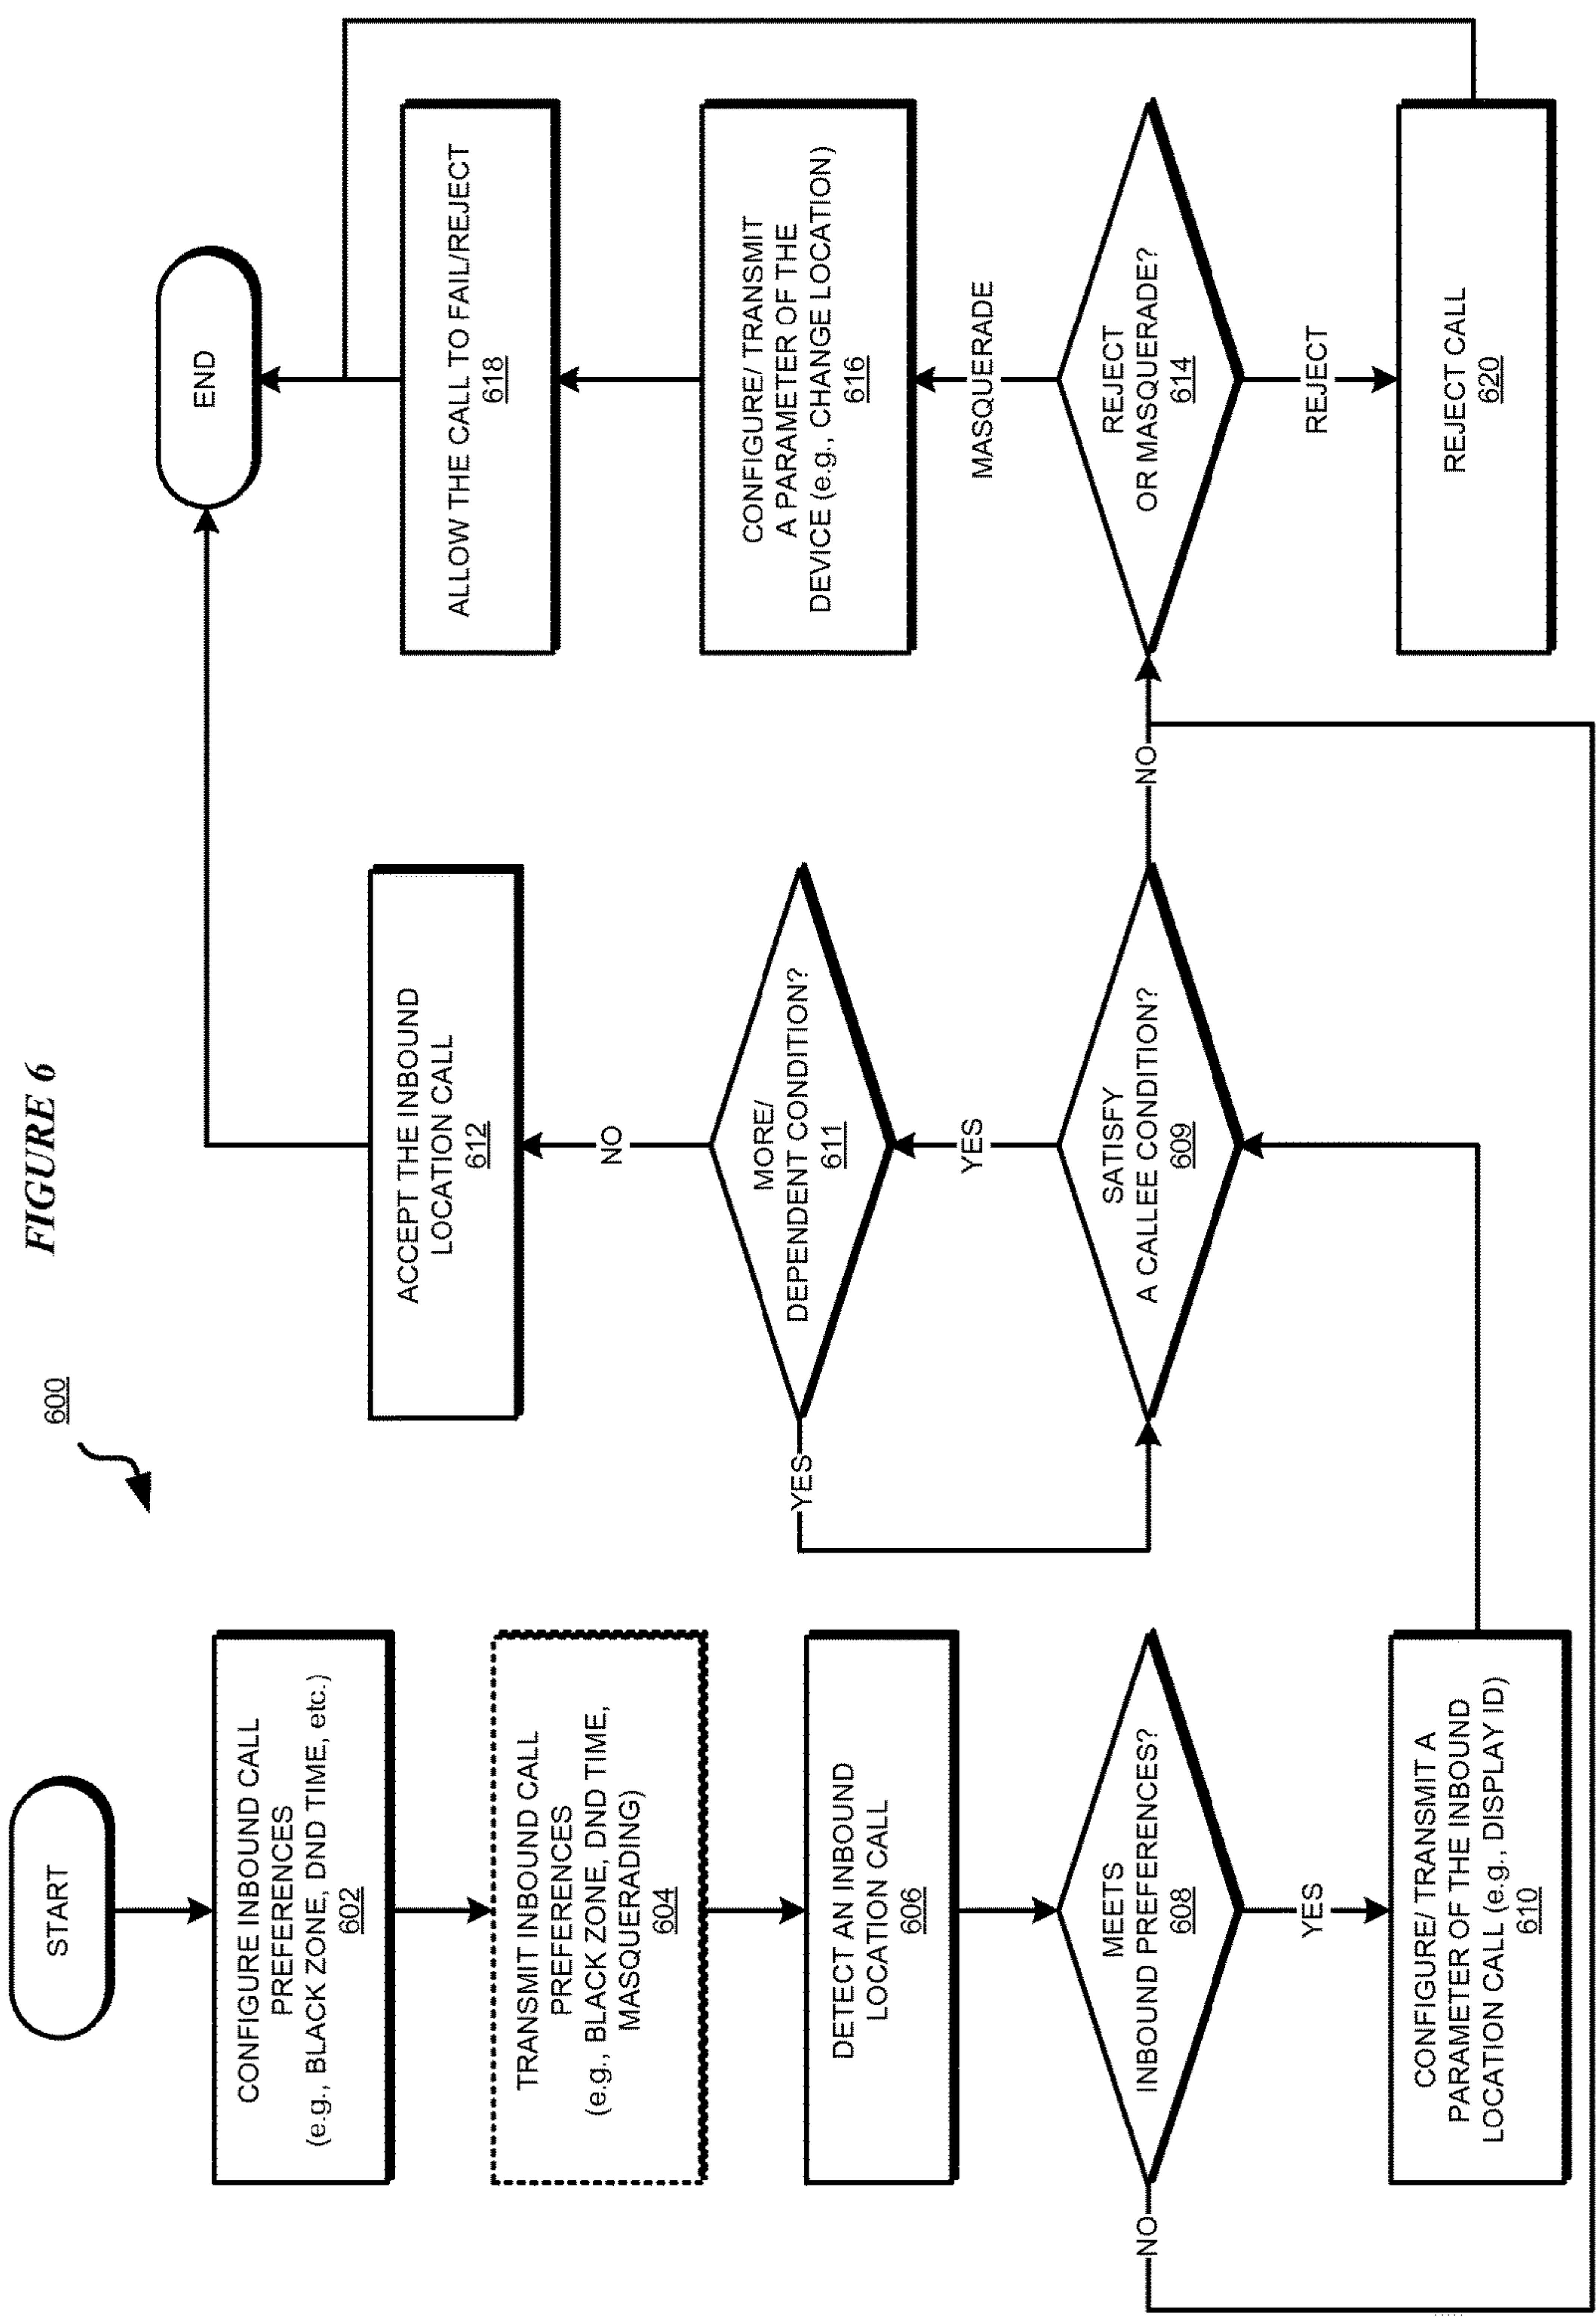 FIGURE 6
600
START
CONFIGURE INBOUND CALL
PREFERENCES
(e.g., BLACK ZONE, DND TIME, etc.)
602
TRANSMIT INBOUND CALL
PREFERENCES
(e.g., BLACK ZONE, DND TIME,
MASQUERADING)
604
DETECT AN INBOUND
LOCATION CALL
606
MEETS
INBOUND PREFERENCES?
608
NO
YES
CONFIGURE/ TRANSMIT A
PARAMETER OF THE INBOUND
LOCATION CALL (e.g., DISPLAY ID)
610
ACCEPT THE INBOUND
LOCATION CALL
612
NO
MORE/
DEPENDENT CONDITION?
611
YES
YES
SATISFY
A CALLEE CONDITION?
609
NO
END
ALLOW THE CALL TO FAIL/REJECT
618
CONFIGURE/ TRANSMIT
A PARAMETER OF THE
DEVICE (e.g., CHANGE LOCATION)
616
MASQUERADE
REJECT
OR MASQUERADE?
614
REJECT
REJECT CALL
620